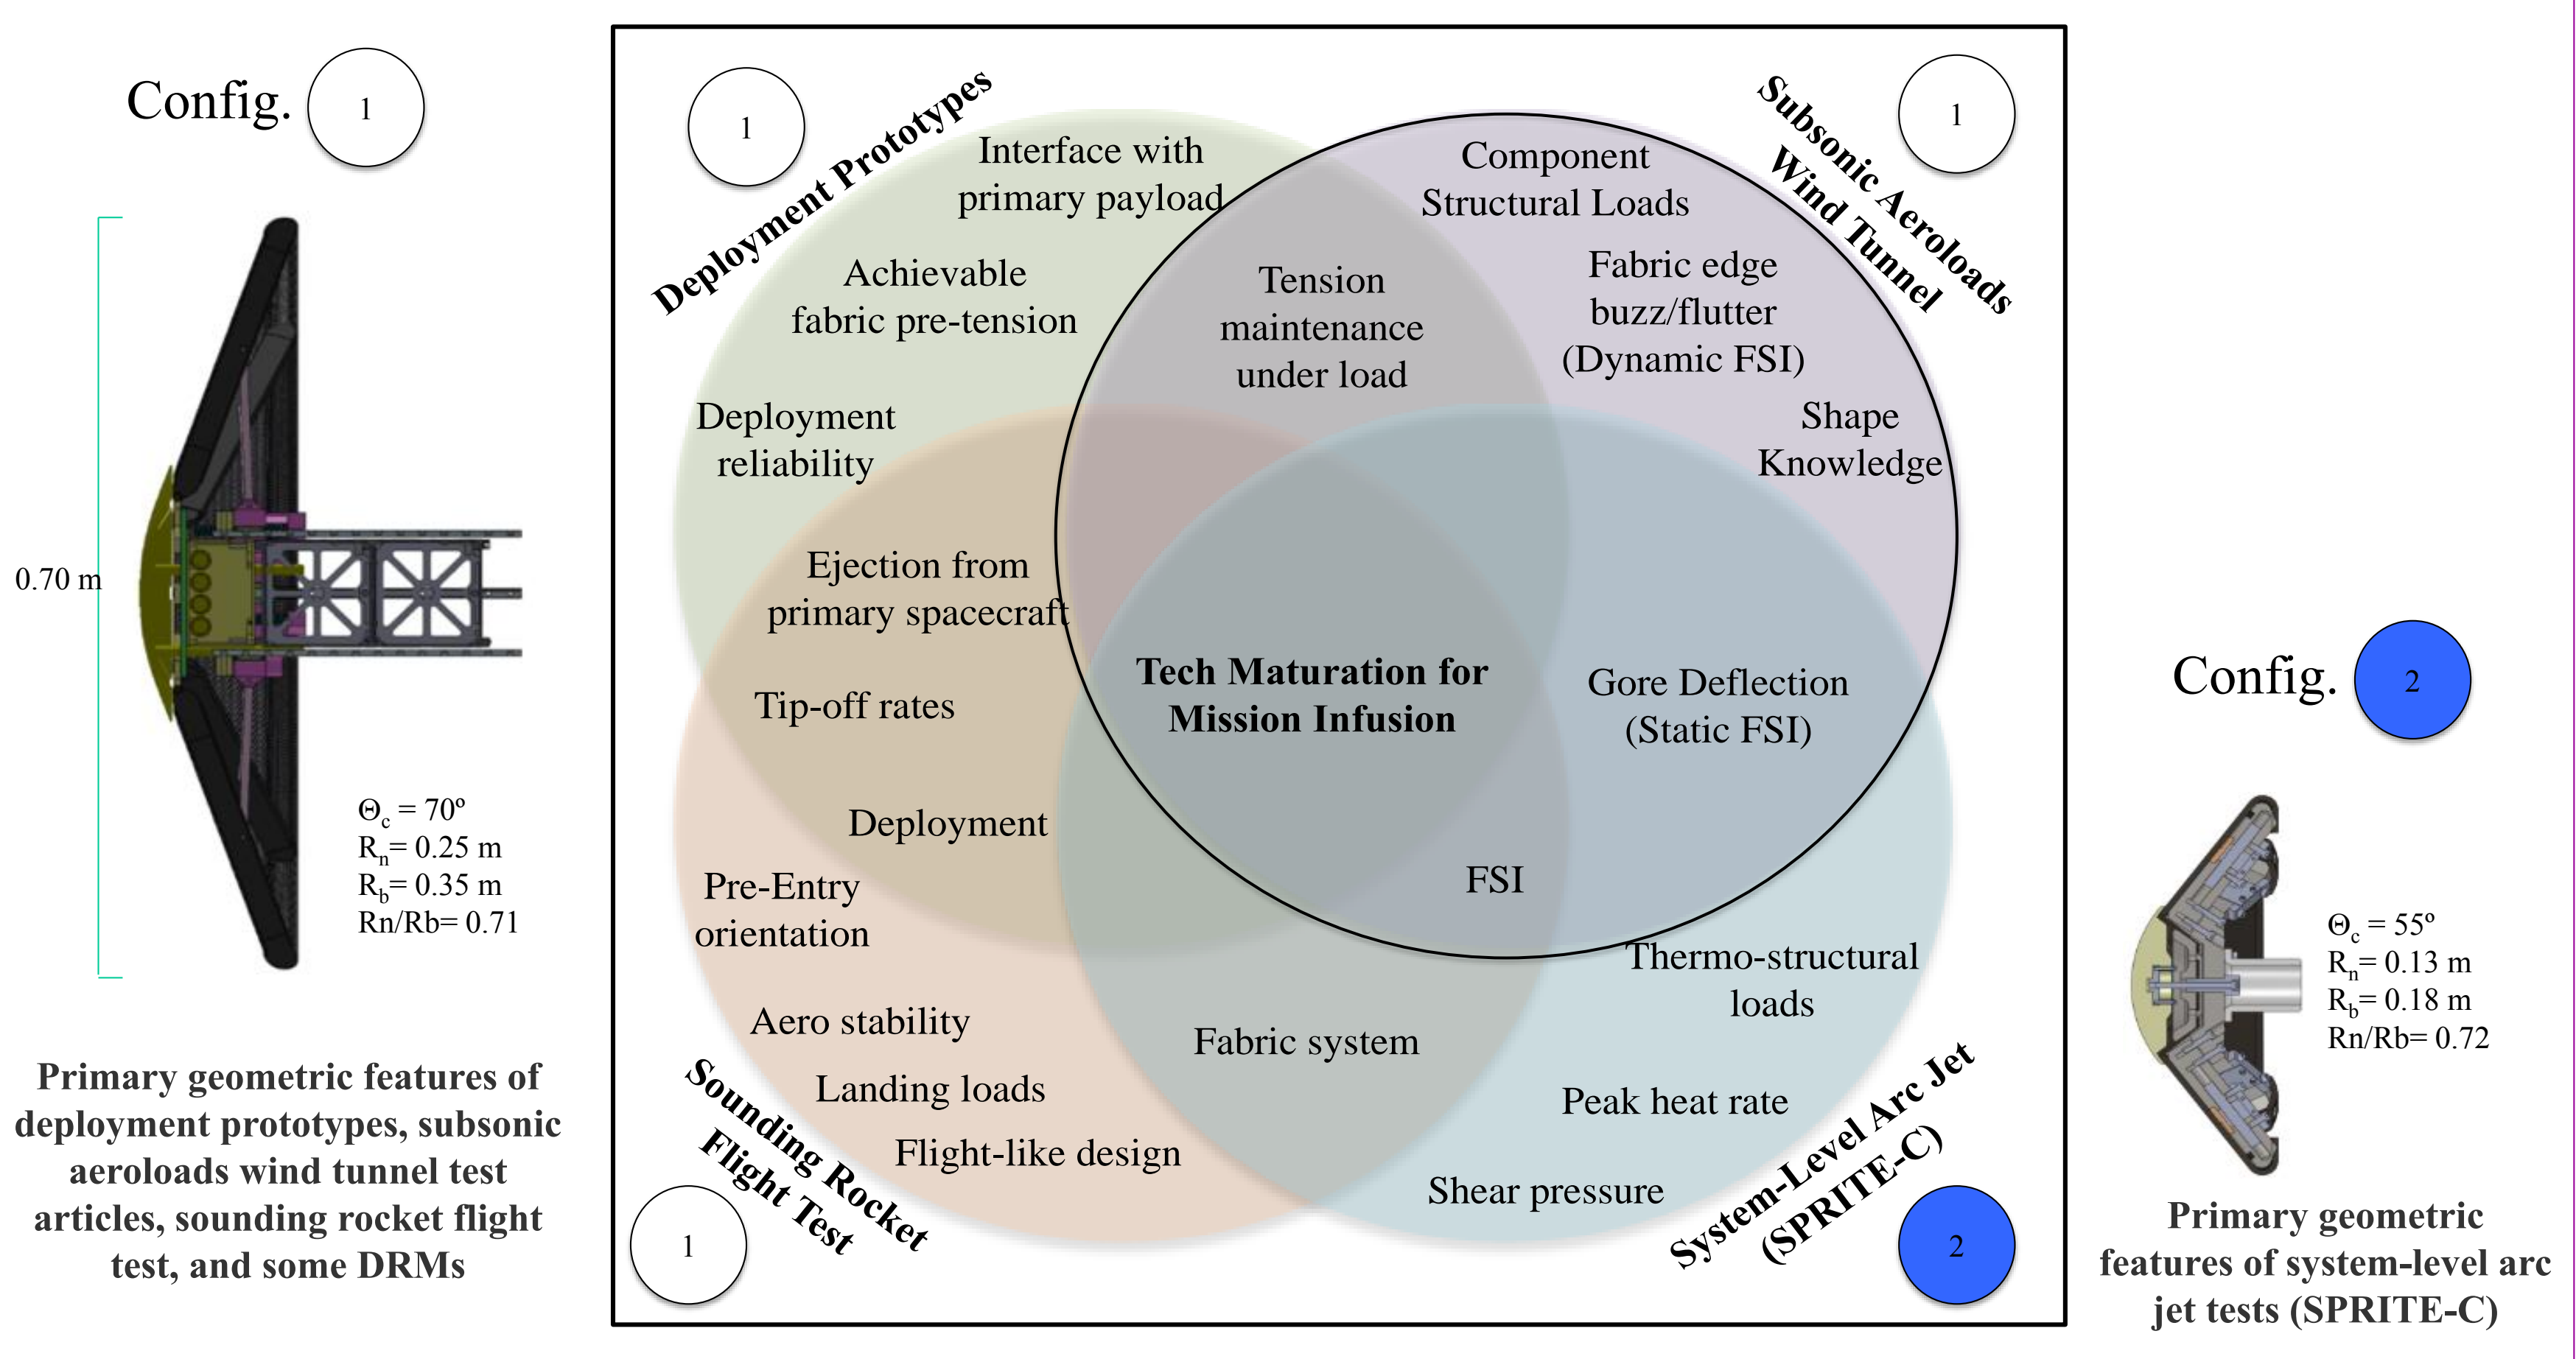 Config. 1
0.70 m
Θc = 70º
Rn= 0.25 m
Rb= 0.35 m
Rn/Rb= 0.71
Primary geometric features of
deployment prototypes, subsonic
aeroloads wind tunnel test
articles, sounding rocket flight
test, and some DRMs
1
Deployment Prototypes
1
Subsonic Aeroloads
Wind Tunnel
Interface with
primary payload
Achievable
fabric pre-tension
Deployment
reliability
Tension
maintenance
under load
Component
Structural Loads
Fabric edge
buzz/flutter
(Dynamic FSI)
Shape
Knowledge
Ejection from
primary spacecraft
Tip-off rates
Deployment
Tech Maturation for
Mission Infusion
Gore Deflection
(Static FSI)
FSI
Pre-Entry
orientation
Aero stability
Landing loads
Flight-like design
Fabric system
Thermo-structural
loads
Peak heat rate
Shear pressure
Sounding Rocket
Flight Test
1
System-Level Arc Jet
(SPRITE-C)
2
Config. 2
Θc = 55º
Rn= 0.13 m
Rb= 0.18 m
Rn/Rb= 0.72
Primary geometric
features of system-level arc
jet tests (SPRITE-C)